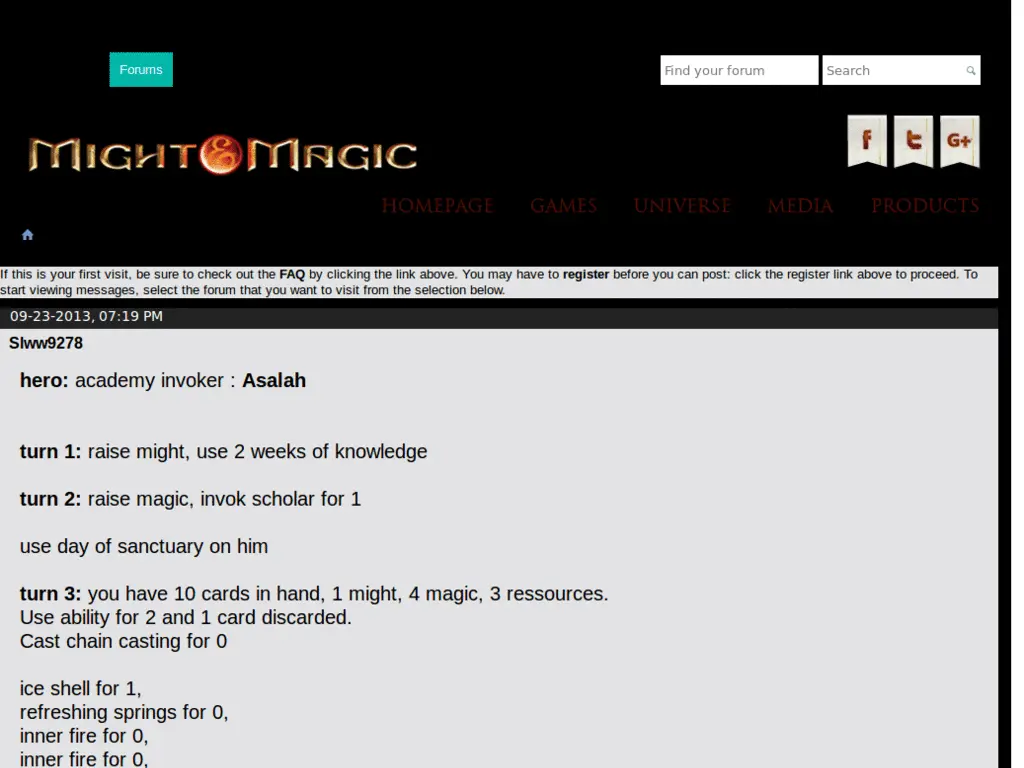 Forums
Find your forum
Search
MIGHT & MAGIC
f t G+
HOMEPAGE GAMES UNIVERSE MEDIA PRODUCTS
If this is your first visit, be sure to check out the FAQ by clicking the link above. You may have to register before you can post: click the register link above to proceed. To
start viewing messages, select the forum that you want to visit from the selection below.
09-23-2013, 07:19 PM
Slww9278
hero: academy invoker : Asalah
turn 1: raise might, use 2 weeks of knowledge
turn 2: raise magic, invok scholar for 1
use day of sanctuary on him
turn 3: you have 10 cards in hand, 1 might, 4 magic, 3 ressources.
Use ability for 2 and 1 card discarded.
Cast chain casting for 0
ice shell for 1,
refreshing springs for 0,
inner fire for 0,
inner fire for 0,